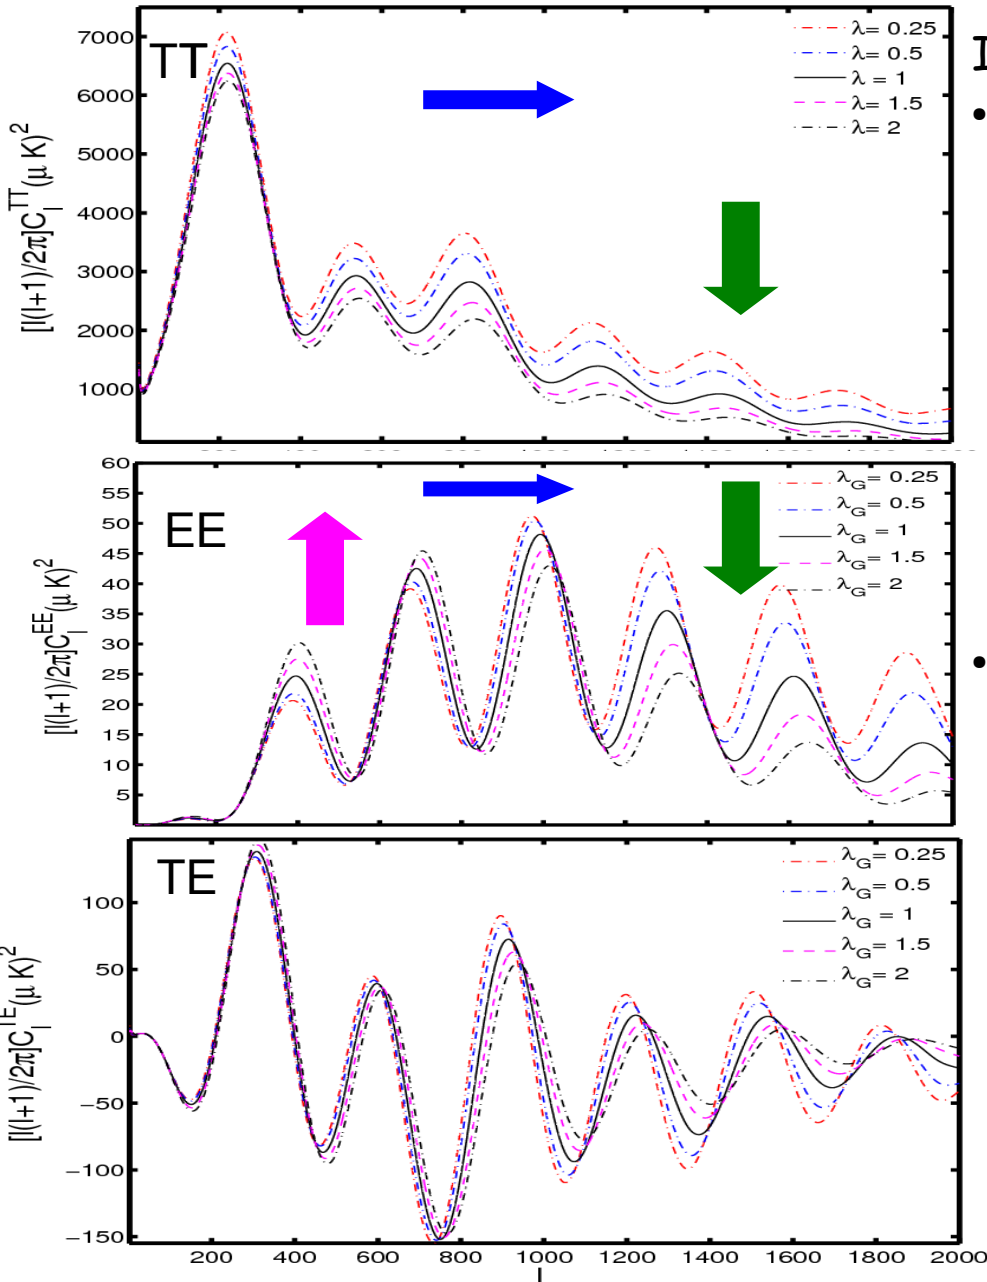 TT
7000
6000
5000
4000
3000
2000
1000
[l(l+1)/2π]C_l^TT(μ K)^2
λ= 0.25
λ= 0.5
λ = 1
λ= 1.5
λ= 2
•
EE
60
55
50
45
40
35
30
25
20
15
10
5
[l(l+1)/2π]C_l^EE(μ K)^2
λ_G= 0.25
λ_G= 0.5
λ_G = 1
λ_G= 1.5
λ_G= 2
•
TE
100
50
0
−50
−100
−150
[l(l+1)/2π]C_l^TE(μ K)^2
λ_G= 0.25
λ_G= 0.5
λ_G = 1
λ_G= 1.5
λ_G= 2
200 400 600 800 1000 1200 1400 1600 1800 2000
l